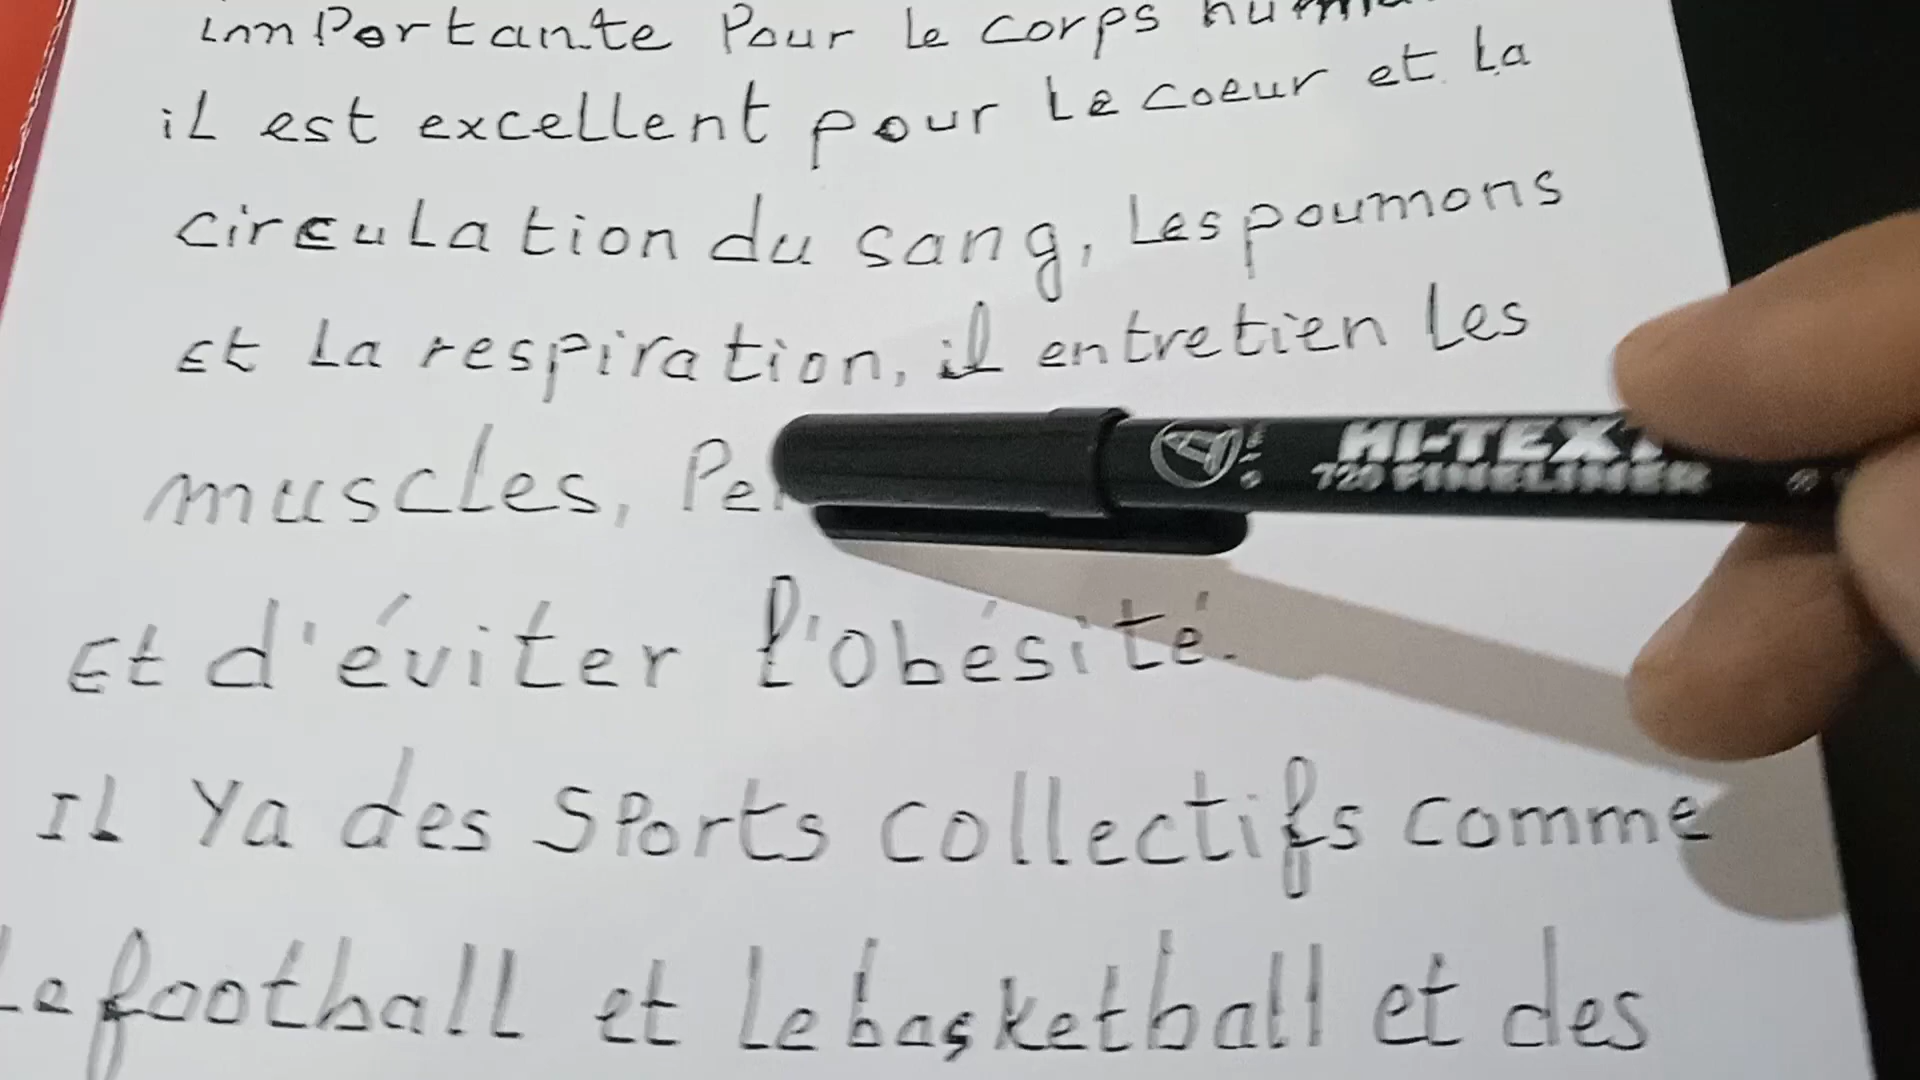 importante Pour le corps
il est excellent pour le coeur et la
circulation du sang, les poumons
et la respiration, il entretien les
muscles,
HI-TEXT
720 FINELINER
et d'éviter l'obésité.
Il Ya des Sports collectifs comme
le football et le basketball et des